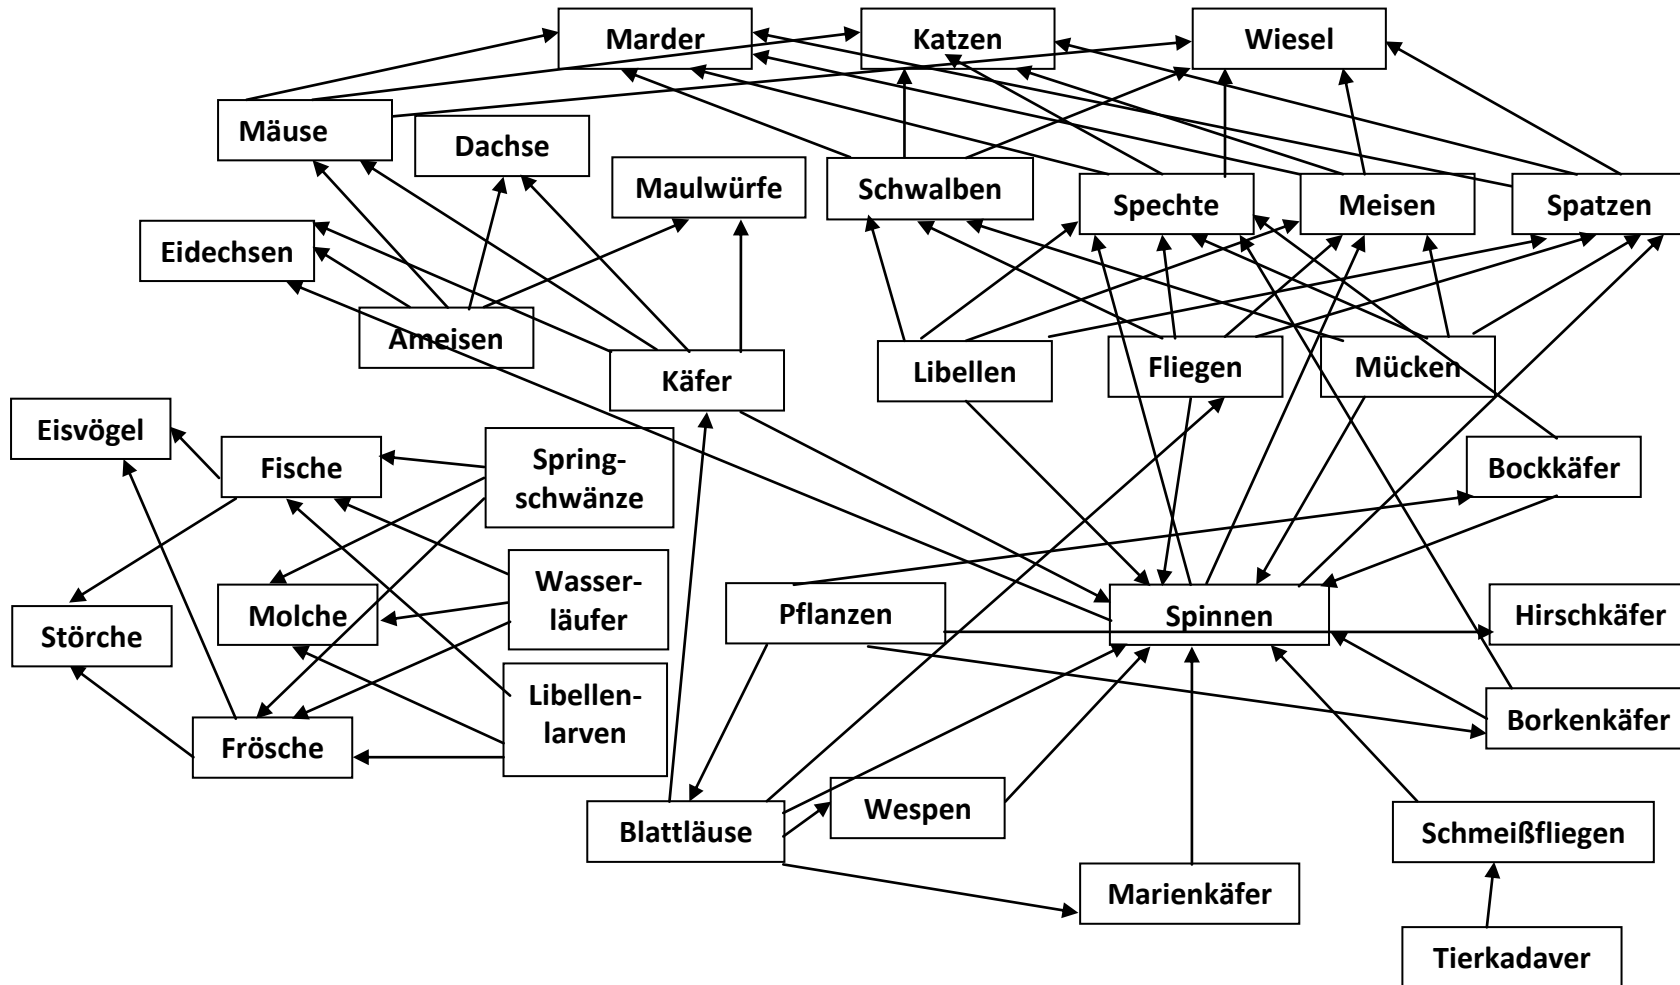 Marder
Katzen
Wiesel
Mäuse
Dachse
Maulwürfe
Schwalben
Spechte
Meisen
Spatzen
Eidechsen
Ameisen
Käfer
Libellen
Fliegen
Mücken
Eisvögel
Fische
Spring-
schwänze
Bockkäfer
Wasser-
läufer
Störche
Molche
Pflanzen
Spinnen
Hirschkäfer
Libellen-
larven
Frösche
Borkenkäfer
Blattläuse
Wespen
Schmeißfliegen
Marienkäfer
Tierkadaver